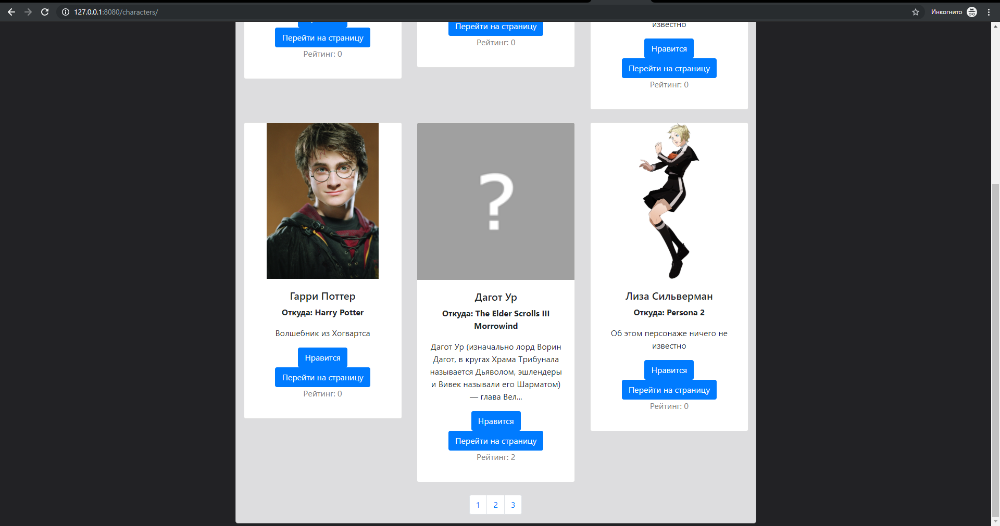 127.0.0.1:8080/characters/
Инкогнито
Перейти на страницу
Рейтинг: 0
Перейти на страницу
Рейтинг: 0
известно
Нравится
Перейти на страницу
Рейтинг: 0
?
Гарри Поттер
Откуда: Harry Potter
Волшебник из Хогвартса
Нравится
Перейти на страницу
Рейтинг: 0
Дагот Ур
Откуда: The Elder Scrolls III
Morrowind
Дагот Ур (изначально лорд Ворин
Дагот, в кругах Храма Трибунала
называется Дьяволом, эшлендеры
и Вивек называли его Шарматом)
— глава Вел...
Нравится
Перейти на страницу
Рейтинг: 2
Лиза Сильверман
Откуда: Persona 2
Об этом персонаже ничего не
известно
Нравится
Перейти на страницу
Рейтинг: 0
1 2 3